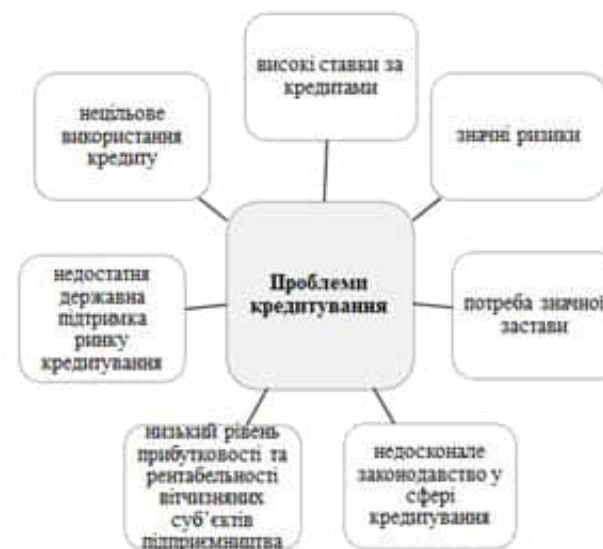 високі ставки за
кредитами
нецільове
використання
кредиту
значні ризики
Проблеми
кредитування
недостатня
державна
підтримка
ринку
кредитування
потреба значної
застави
низький рівень
прибутковості та
рентабельності
вітчизняних
суб’єктів
підприємництва
недосконале
законодавство у
сфері
кредитування